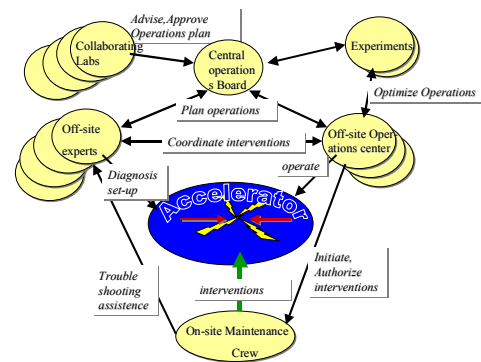 Advise,Approve
Operations plan
Collaborating
Labs
Central
operation
s Board
Experiments
Plan operations
Optimize Operations
Off-site
experts
Coordinate interventions
Off-site Oper-
ations center
Diagnosis
set-up
operate
Accelerator
Trouble
shooting
assistence
interventions
Initiate,
Authorize
interventions
On-site Maintenance
Crew